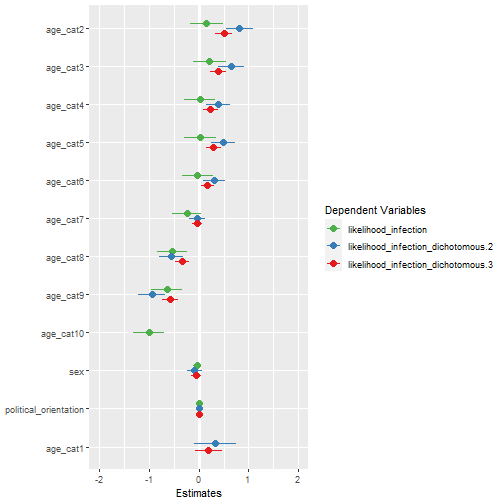 age_cat2
age_cat3
age_cat4
age_cat5
age_cat6
age_cat7
age_cat8
age_cat9
age_cat10
sex
political_orientation
age_cat1
-2 -1 0 1 2
Estimates
Dependent Variables
likelihood_infection
likelihood_infection_dichotomous.2
likelihood_infection_dichotomous.3